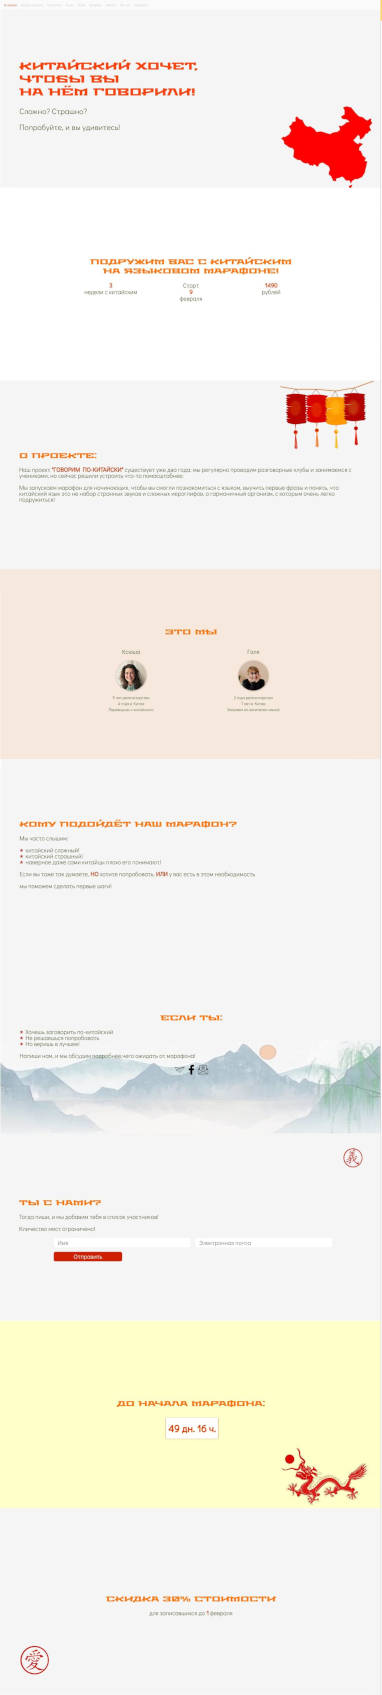 КИТАЙСКИЙ ХОЧЕТ,
ЧТОБЫ ВЫ
НА НЁМ ГОВОРИЛИ!
Сложно? Страшно?
Попробуйте, и вы удивитесь!
ПОДРУЖИМ ВАС С КИТАЙСКИМ
НА ЯЗЫКОВОМ МАРАФОНЕ!
3
недели с китайским
Старт
9
февраля
1490
рублей
О ПРОЕКТЕ:
Наш проект "ГОВОРИМ ПО-КИТАЙСКИ" существует уже два года: мы регулярно проводим разговорные клубы и занимаемся с
учениками, но сейчас решили устроить что-то помасштабнее.
Мы запускаем марафон для начинающих, чтобы вы смогли познакомиться с языком, выучить первые фразы и понять, что
китайский язык это не набор странных звуков и сложных иероглифов, а гармоничный организм, с которым очень легко
подружиться!
ЭТО МЫ
Ксюша
Галя
КОМУ ПОДОЙДЁТ НАШ МАРАФОН?
Мы часто слышим:
китайский сложный!
китайский страшный!
наверное даже сами китайцы плохо его понимают!
Если вы тоже так думаете, НО хотите попробовать, ИЛИ у вас есть в этом необходимость
мы поможем сделать первые шаги!
ЕСЛИ ТЫ:
Хочешь заговорить по-китайский
Не решаешься попробовать
Но веришь в лучшее!
Напиши нам, и мы обсудим подробнее чего ожидать от марафона!
義
ТЫ С НАМИ?
Тогда пиши, и мы добавим тебя в список участников!
Кличество мест ограничено!
Имя
Электронная почта
Отправить
ДО НАЧАЛА МАРАФОНА:
49 дн. 16 ч.
СКИДКА 30% СТОИМОСТИ
для записавшихся до 1 февраля
愛